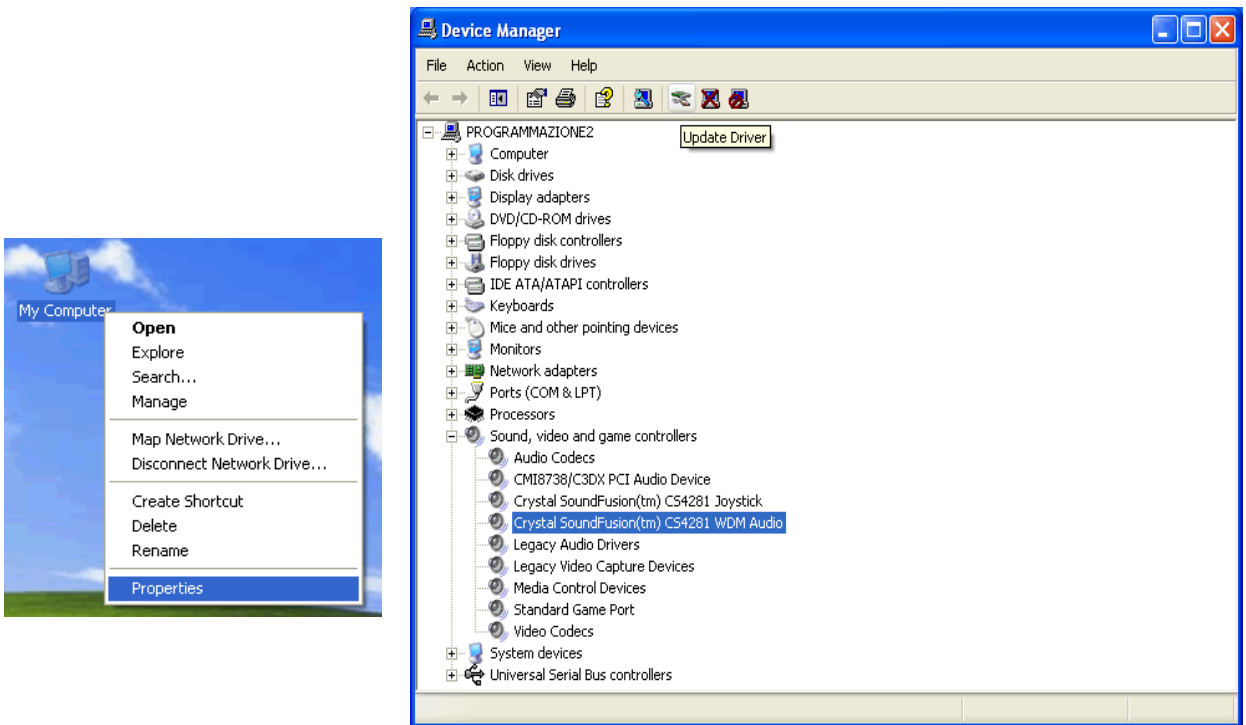 My Computer
Open
Explore
Search...
Manage
Map Network Drive...
Disconnect Network Drive...
Create Shortcut
Delete
Rename
Properties
Device Manager
File Action View Help
Update Driver
PROGRAMMAZIONE2
Computer
Disk drives
Display adapters
DVD/CD-ROM drives
Floppy disk controllers
Floppy disk drives
IDE ATA/ATAPI controllers
Keyboards
Mice and other pointing devices
Monitors
Network adapters
Ports (COM & LPT)
Processors
Sound, video and game controllers
Audio Codecs
CMI8738/C3DX PCI Audio Device
Crystal SoundFusion(tm) CS4281 Joystick
Crystal SoundFusion(tm) CS4281 WDM Audio
Legacy Audio Drivers
Legacy Video Capture Devices
Media Control Devices
Standard Game Port
Video Codecs
System devices
Universal Serial Bus controllers